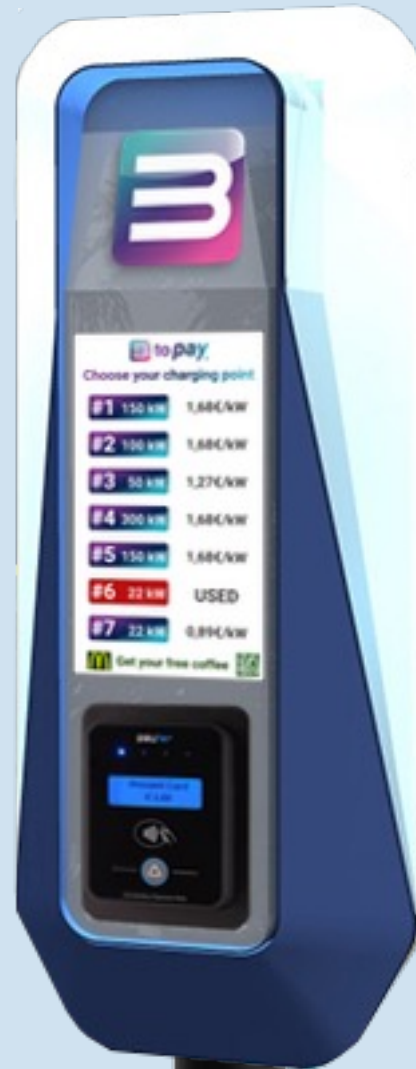 to pay
Choose your charging point
#1 150 kW 1,68€/kW
#2 100 kW 1,68€/kW
#3 50 kW 1,27€/kW
#4 300 kW 1,68€/kW
#5 150 kW 1,68€/kW
#6 22 kW USED
#7 22 kW 0,89€/kW
Get your free coffee
Present Card